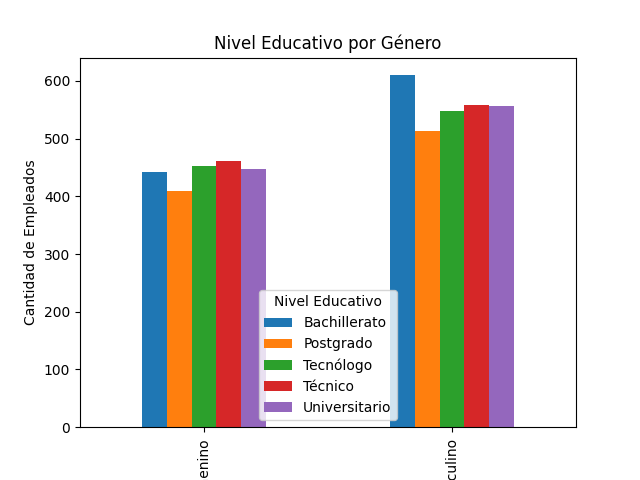 Nivel Educativo por Género
Cantidad de Empleados
600
500
400
300
200
100
0
Nivel Educativo
Bachillerato
Postgrado
Tecnólogo
Técnico
Universitario
enino
culino